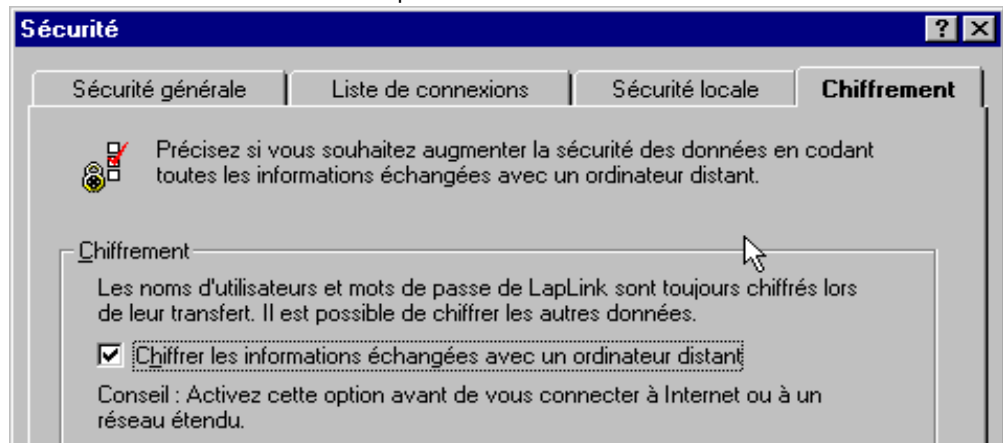 Sécurité
Sécurité générale
Liste de connexions
Sécurité locale
Chiffrement
Précisez si vous souhaitez augmenter la sécurité des données en codant
toutes les informations échangées avec un ordinateur distant.
Chiffrement
Les noms d'utilisateurs et mots de passe de LapLink sont toujours chiffrés lors
de leur transfert. Il est possible de chiffrer les autres données.
Chiffrer les informations échangées avec un ordinateur distant
Conseil : Activez cette option avant de vous connecter à Internet ou à un
réseau étendu.